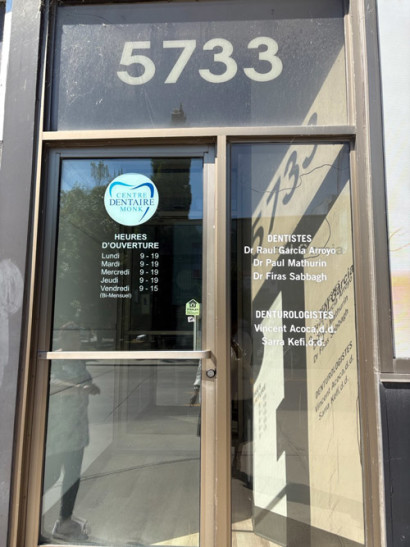 5733
CENTRE
DENTAIRE
MONK
HEURES
D'OUVERTURE
Lundi 9 - 19
Mardi 9 - 19
Mercredi 9 - 19
Jeudi 9 - 19
Vendredi 9 - 15
(Bi-Mensuel)
DENTISTES
Dr Raul García Arroyo
Dr Paul Mathurin
Dr Firas Sabbagh
DENTUROLOGISTES
Vincent Acoca,d.d.
Sarra Kefi,d.d.